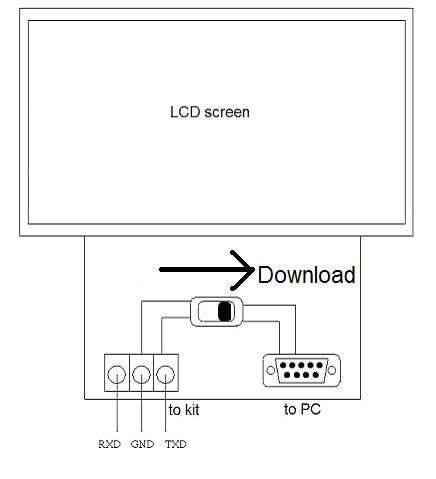 LCD screen
Download
to kit
to PC
RXD GND TXD